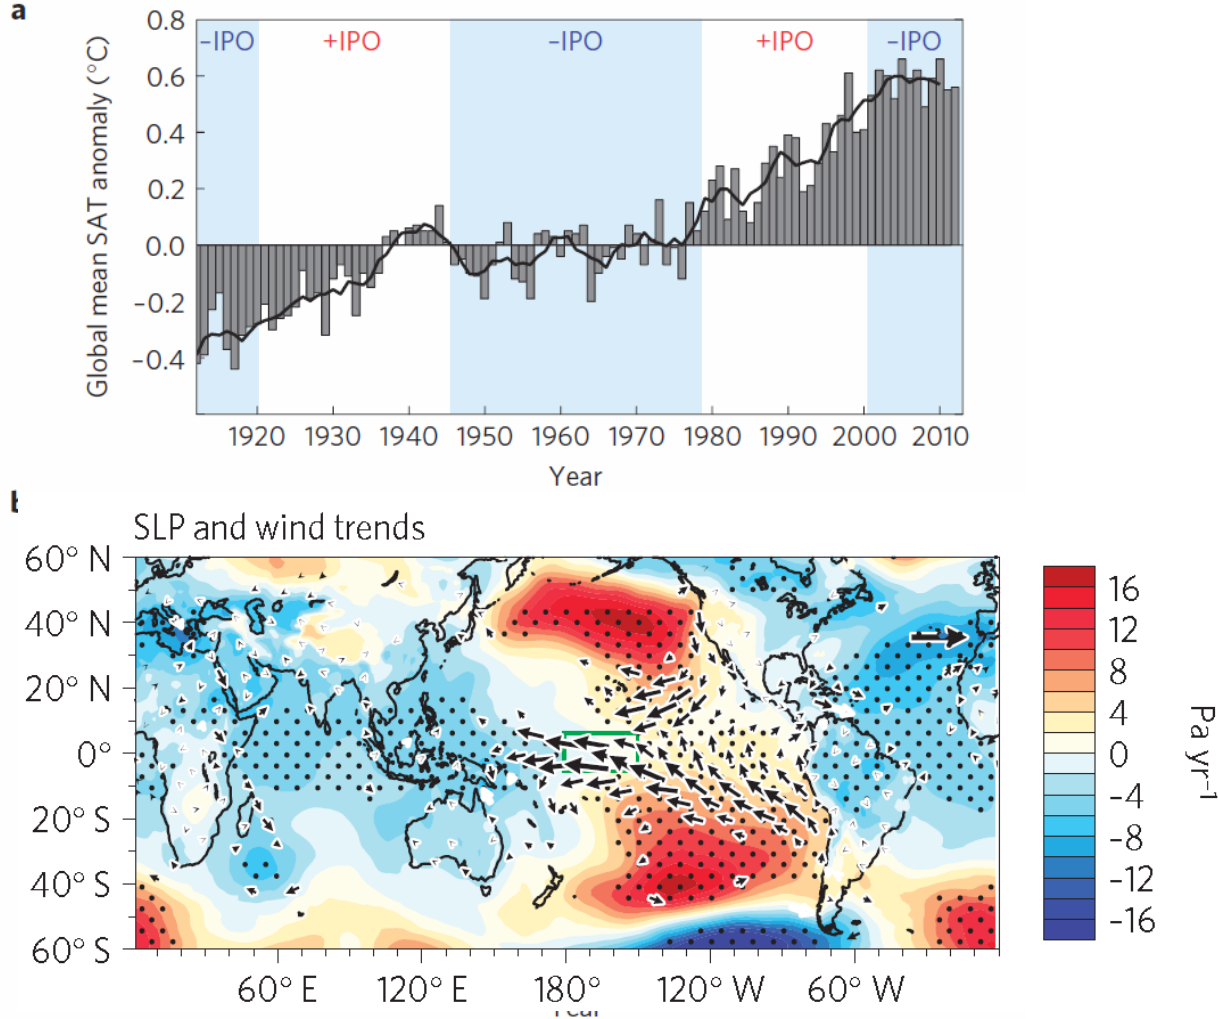 a
Global mean SAT anomaly (°C)
0.8
0.6
0.4
0.2
0.0
−0.2
−0.4
−IPO
+IPO
−IPO
+IPO
−IPO
1920 1930 1940 1950 1960 1970 1980 1990 2000 2010
Year
b
SLP and wind trends
60° N
40° N
20° N
0°
20° S
40° S
60° S
60° E 120° E 180° 120° W 60° W
Year
16
12
8
4
0
−4
−8
−12
−16
Pa yr⁻¹